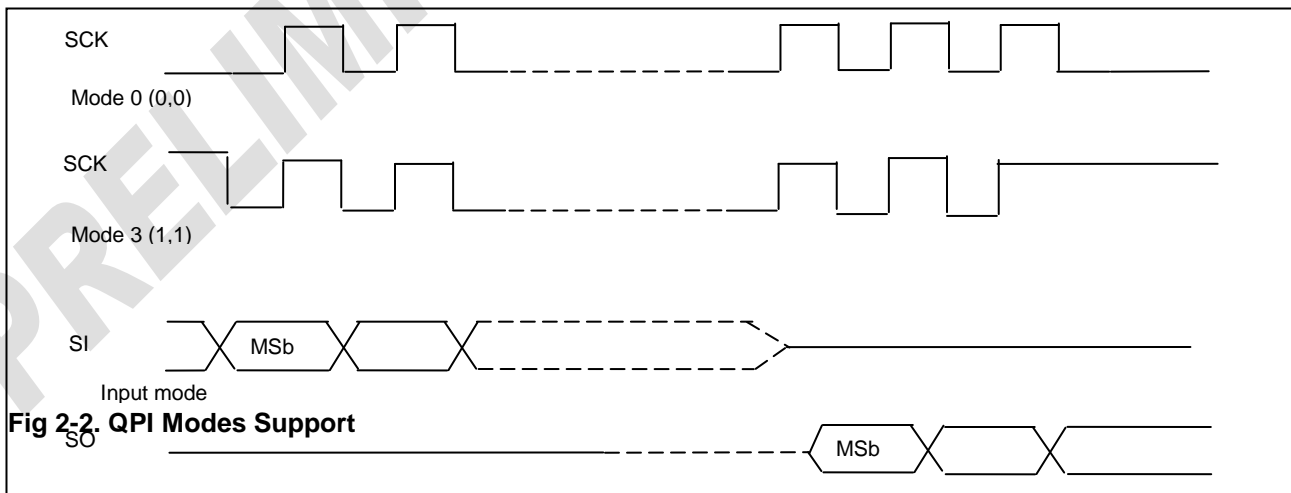 SCK
Mode 0 (0,0)
SCK
Mode 3 (1,1)
SI
MSb
Input mode
Fig 2-2. QPI Modes Support
SO
MSb